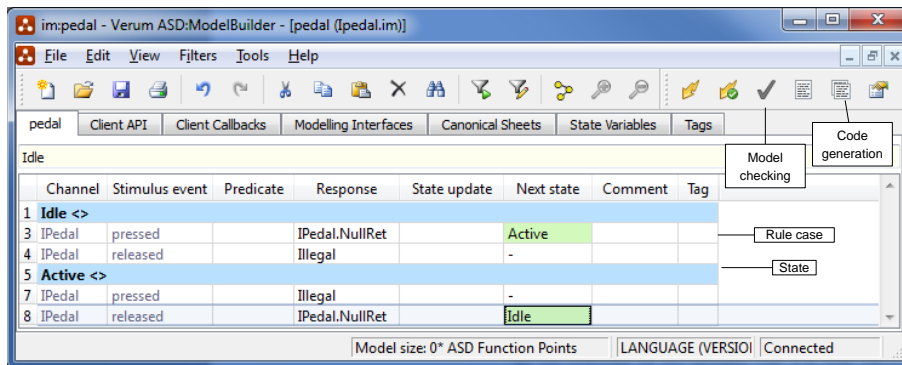 im:pedal - Verum ASD:ModelBuilder - [pedal (Ipedal.im)]
File Edit View Filters Tools Help
pedal Client API Client Callbacks Modelling Interfaces Canonical Sheets State Variables Tags
Code generation
Model checking
Idle
Channel Stimulus event Predicate Response State update Next state Comment Tag
1 Idle <>
3 IPedal pressed IPedal.NullRet Active
Rule case
4 IPedal released Illegal -
5 Active <>
State
7 IPedal pressed Illegal -
8 IPedal released IPedal.NullRet Idle
Model size: 0* ASD Function Points LANGUAGE (VERSIO Connected